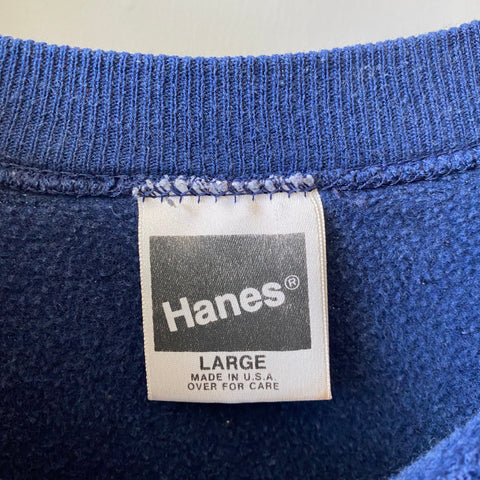 Hanes®
LARGE
MADE IN U.S.A.
OVER FOR CARE